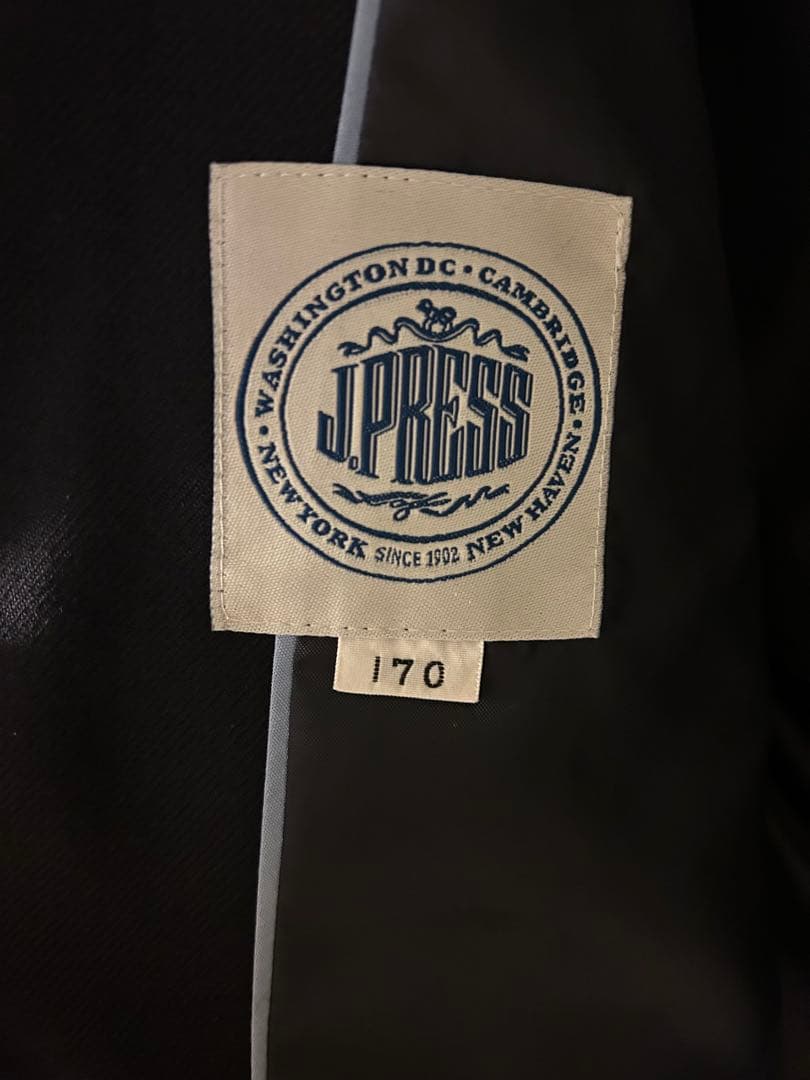 WASHINGTON DC • CAMBRIDGE •
J.PRESS
• NEW YORK SINCE 1902 NEW HAVEN •
170